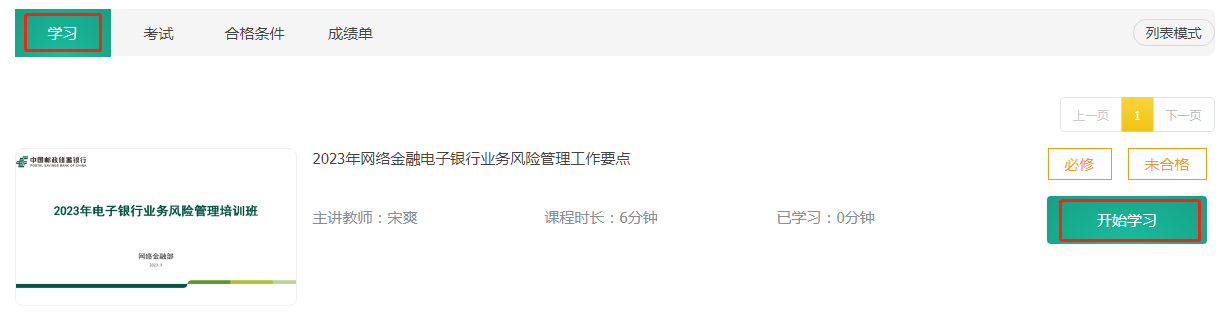 学习 考试 合格条件 成绩单 列表模式
上一页 1 下一页
中国邮政储蓄银行
POSTAL SAVINGS BANK OF CHINA
2023年电子银行业务风险管理培训班
网络金融部
2023年网络金融电子银行业务风险管理工作要点 必修 未合格
主讲教师：宋爽 课程时长：6分钟 已学习：0分钟 开始学习